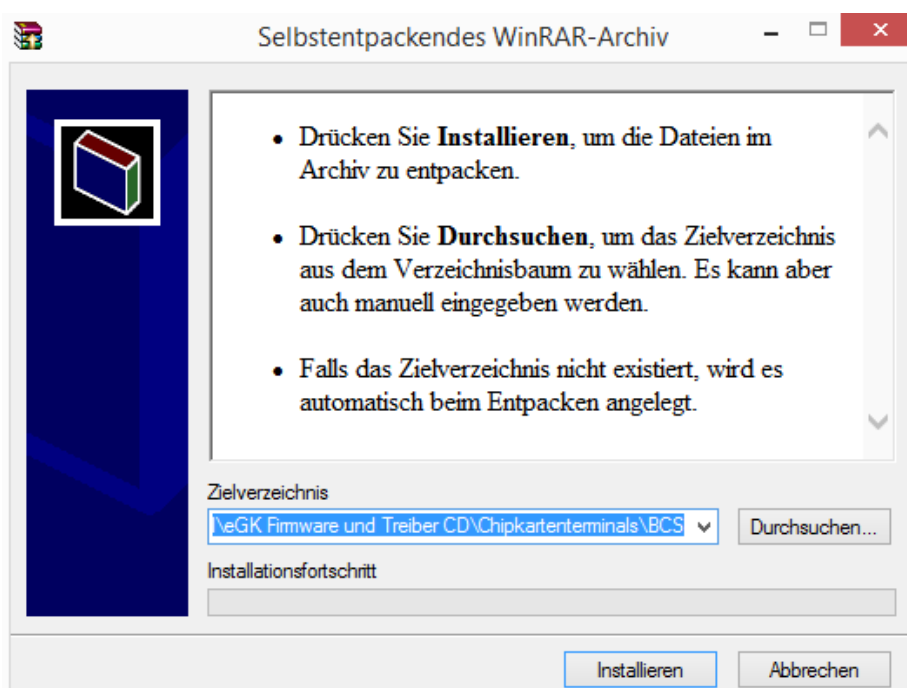 Selbstentpackendes WinRAR-Archiv
Drücken Sie Installieren, um die Dateien im
Archiv zu entpacken.
Drücken Sie Durchsuchen, um das Zielverzeichnis
aus dem Verzeichnisbaum zu wählen. Es kann aber
auch manuell eingegeben werden.
Falls das Zielverzeichnis nicht existiert, wird es
automatisch beim Entpacken angelegt.
Zielverzeichnis
\eGK Firmware und Treiber CD\Chipkartenterminals\BCS
Durchsuchen...
Installationsfortschritt
Installieren
Abbrechen